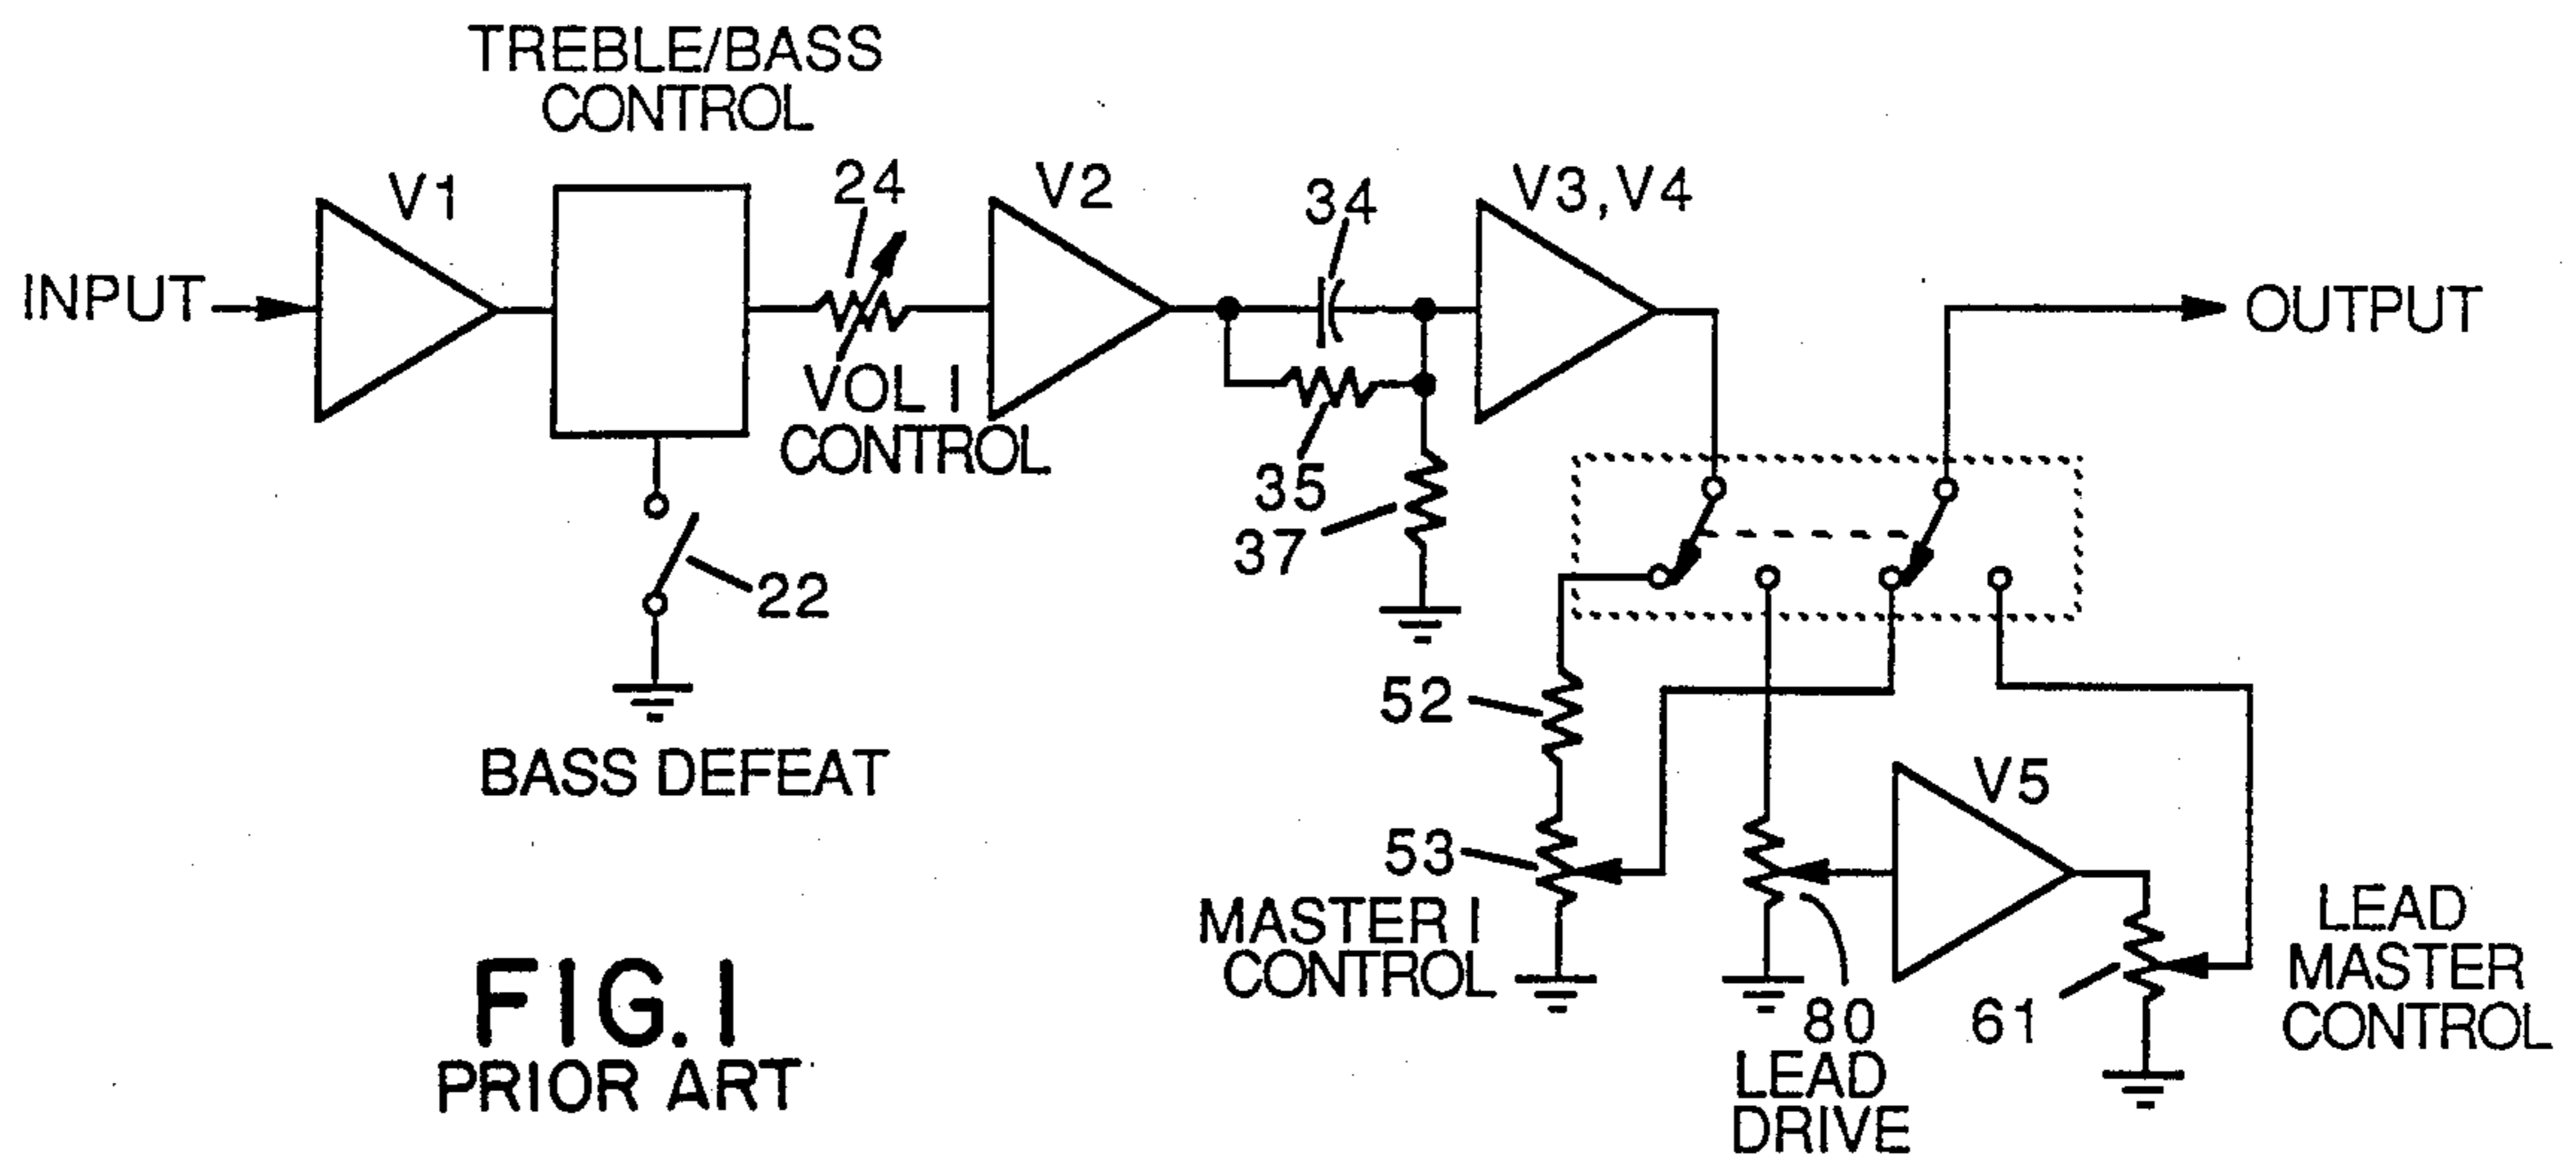 TREBLE/BASS
CONTROL
V1
24
V2
34
V3,V4
INPUT
OUTPUT
VOL I
CONTROL
35
37
22
BASS DEFEAT
52
53
MASTER I
CONTROL
V5
80
LEAD
DRIVE
61
LEAD
MASTER
CONTROL
FIG. I
PRIOR ART